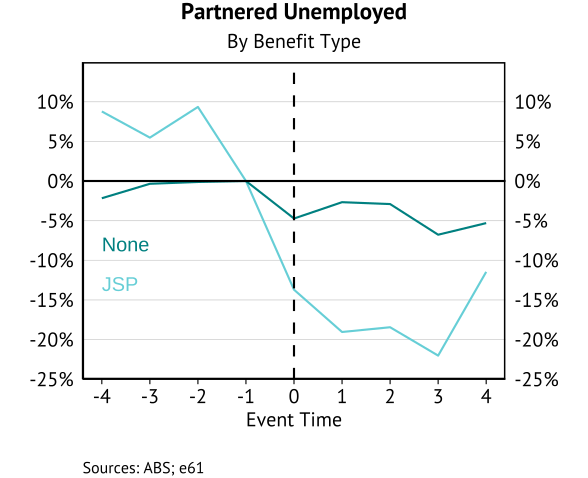 Partnered Unemployed
By Benefit Type
10% 10%
5% 5%
0% 0%
-5% -5%
None
-10% -10%
JSP
-15% -15%
-20% -20%
-25% -25%
-4 -3 -2 -1 0 1 2 3 4
Event Time
Sources: ABS; e61